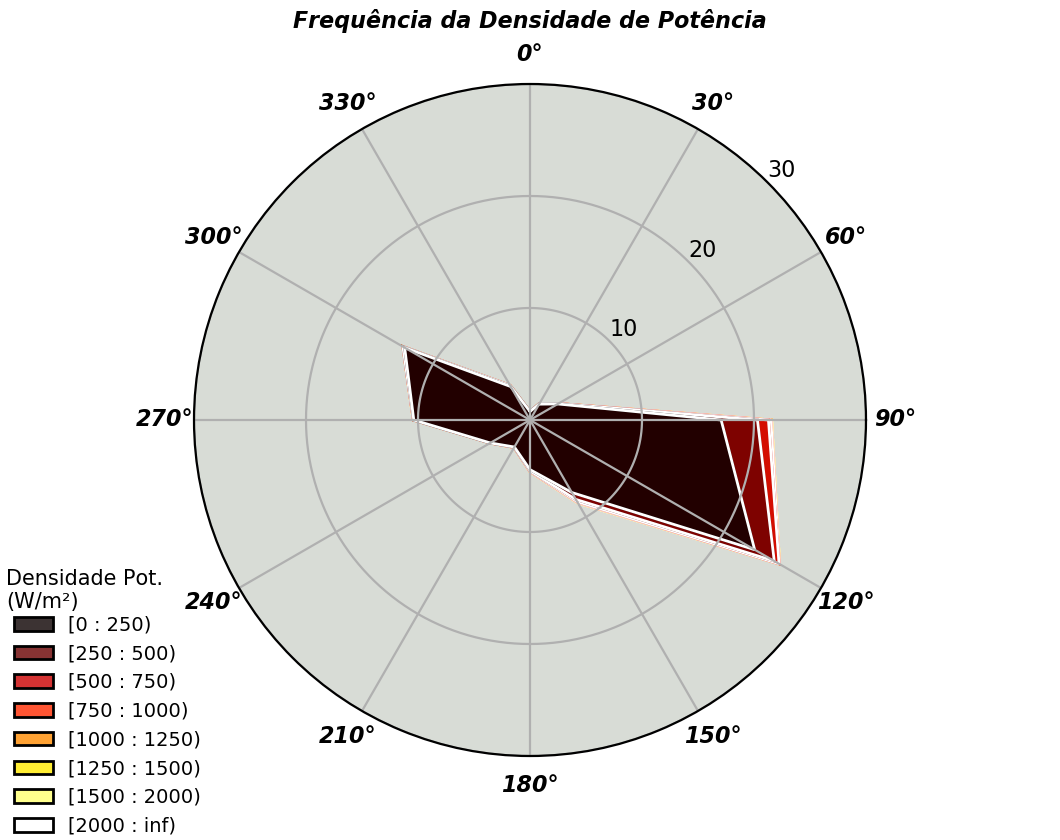 Frequência da Densidade de Potência
0°
330°
30°
30
300°
60°
20
10
270°
90°
240°
120°
210°
150°
180°
Densidade Pot.
(W/m²)
[0 : 250)
[250 : 500)
[500 : 750)
[750 : 1000)
[1000 : 1250)
[1250 : 1500)
[1500 : 2000)
[2000 : inf)